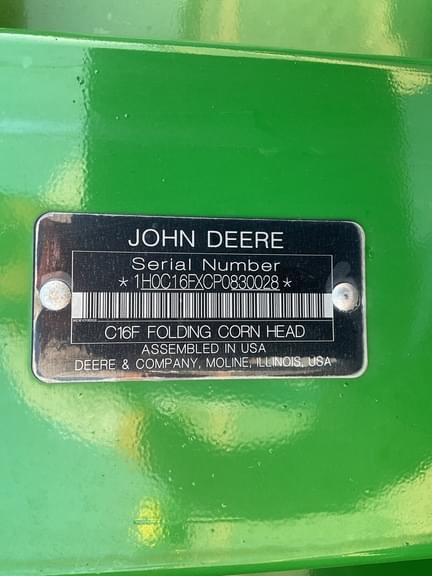 JOHN DEERE
Serial Number
* 1H0C16FXCP0830028 *
C16F FOLDING CORN HEAD
ASSEMBLED IN USA
DEERE & COMPANY, MOLINE, ILLINOIS, USA